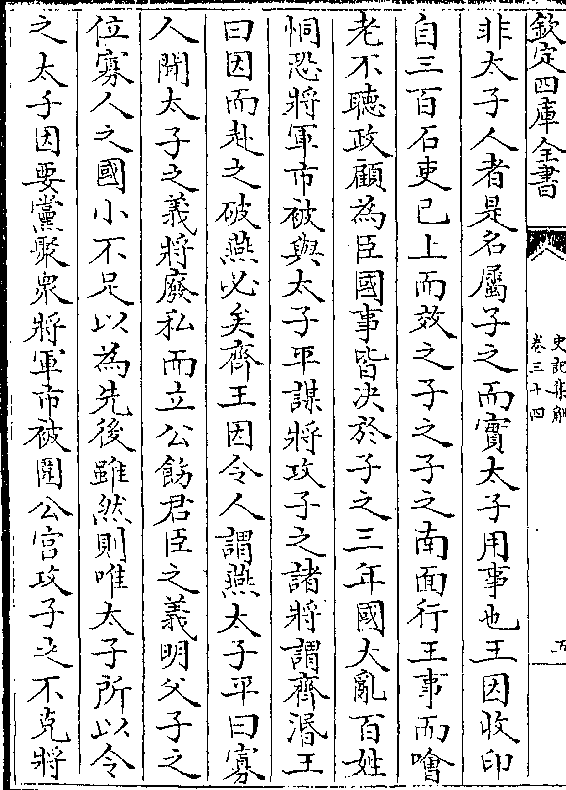 欽定四庫全書
史記集解
卷三十四
五
非太子人者是名屬子之而實太子用事也王因收印
自三百石吏已上而效之子之子之南面行王事而噲
老不聽政顧為臣國事皆決於子之三年國大亂百姓
恫恐將軍市被與太子平謀將攻子之諸將謂齊湣王
曰因而赴之破燕必矣齊王因令人謂燕太子平曰寡
人聞太子之義將廢私而立公飭君臣之義明父子之
位寡人之國小不足以為先後雖然則唯太子所以令
之太子因要黨聚衆將軍市被圍公宫攻子之不克將